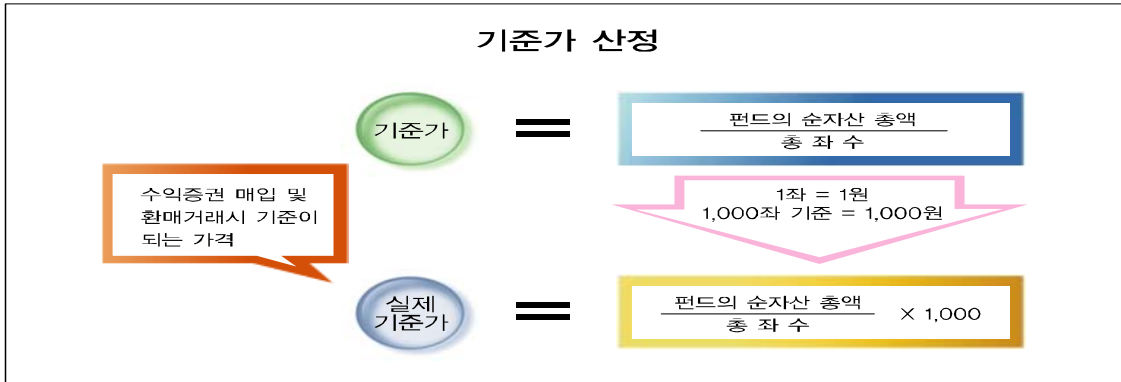 기준가 산정
기준가
=
펀드의 순자산 총액
총 좌 수
수익증권 매입 및
환매거래시 기준이
되는 가격
1좌 = 1원
1,000좌 기준 = 1,000원
실제
기준가
=
펀드의 순자산 총액
총 좌 수
× 1,000